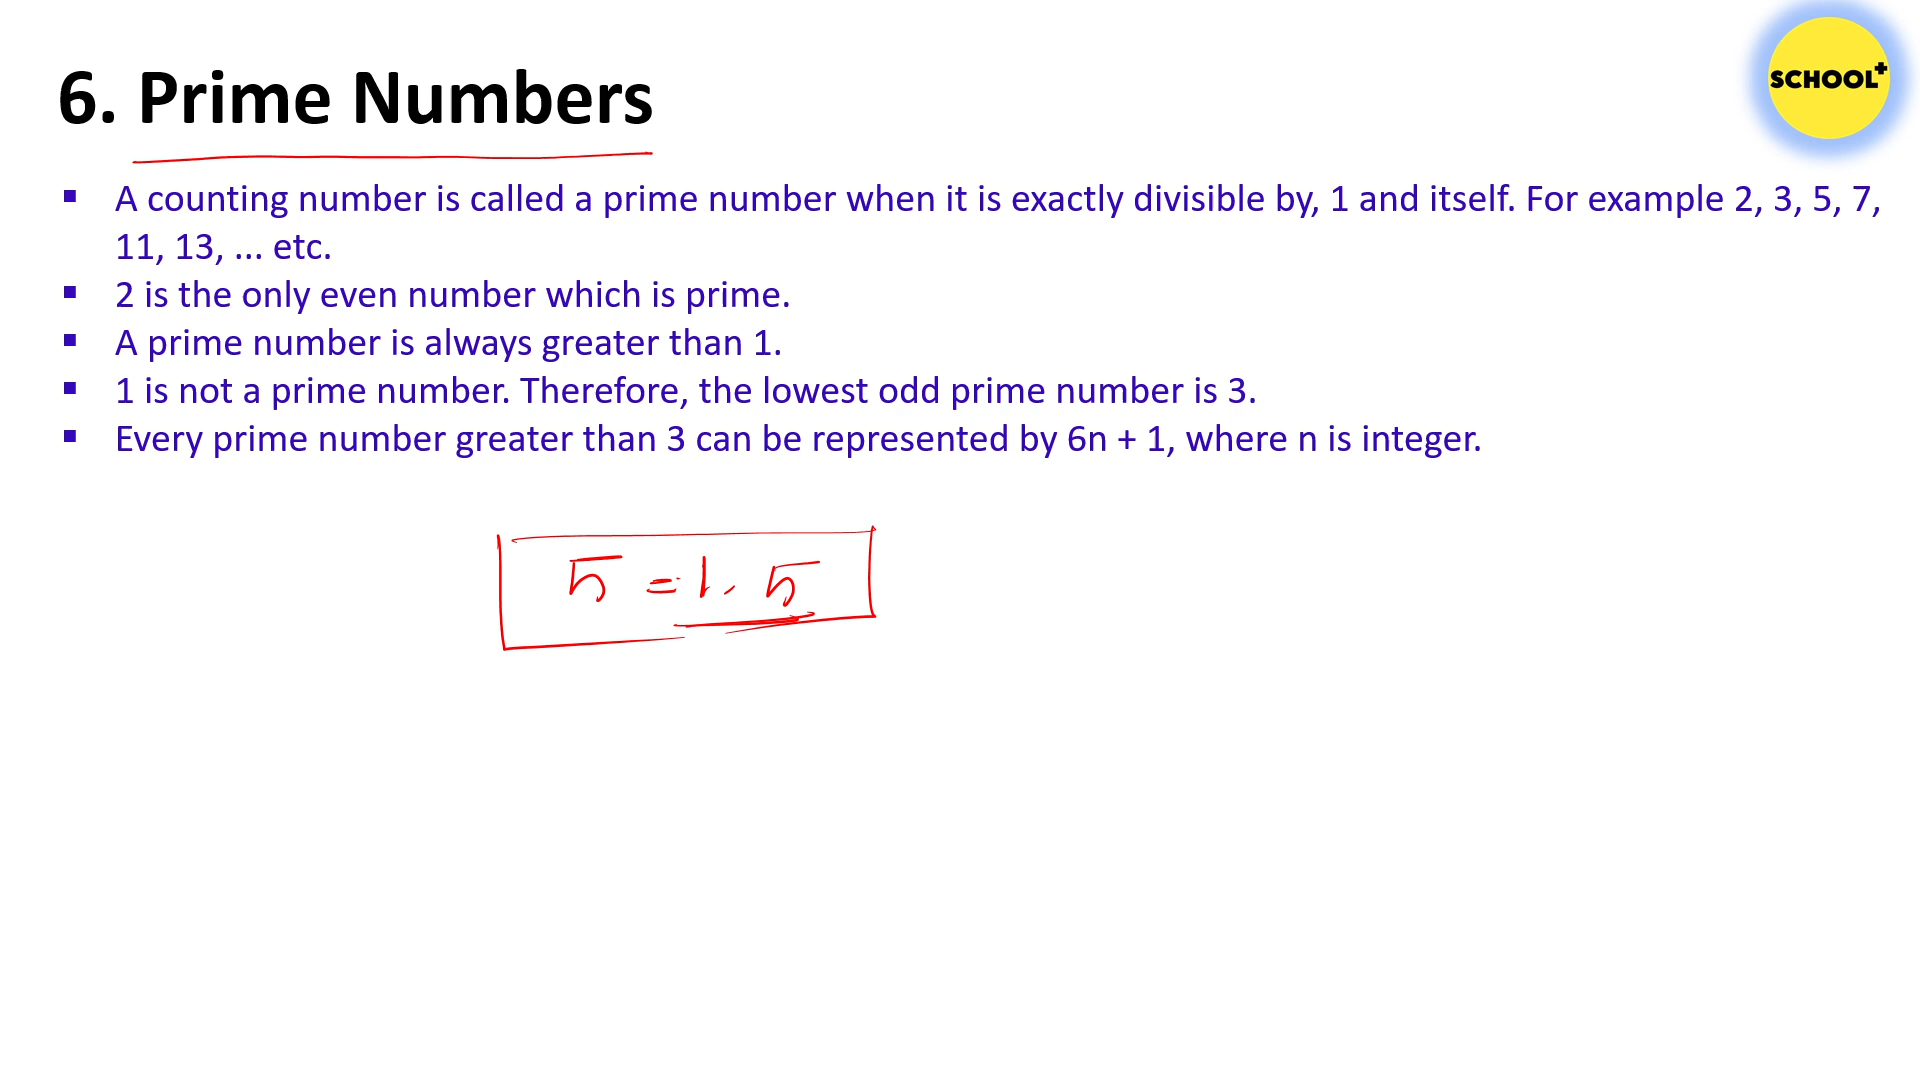 6. Prime Numbers
SCHOOL+
▪ A counting number is called a prime number when it is exactly divisible by, 1 and itself. For example 2, 3, 5, 7,
11, 13, ... etc.
▪ 2 is the only even number which is prime.
▪ A prime number is always greater than 1.
▪ 1 is not a prime number. Therefore, the lowest odd prime number is 3.
▪ Every prime number greater than 3 can be represented by 6n + 1, where n is integer.
5 = 1, 5